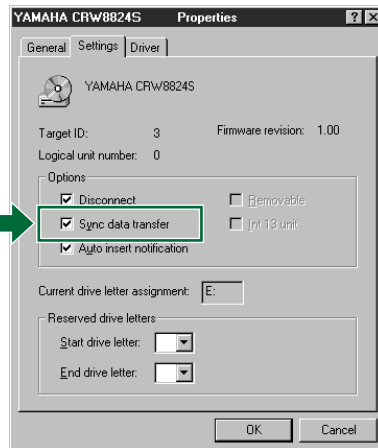 YAMAHA CRW8824S Properties
General Settings Driver
YAMAHA CRW8824S
Target ID: 3 Firmware revision: 1.00
Logical unit number: 0
Options
Disconnect Removable
Sync data transfer Int 13 unit
Auto insert notification
Current drive letter assignment: E:
Reserved drive letters
Start drive letter:
End drive letter:
OK Cancel